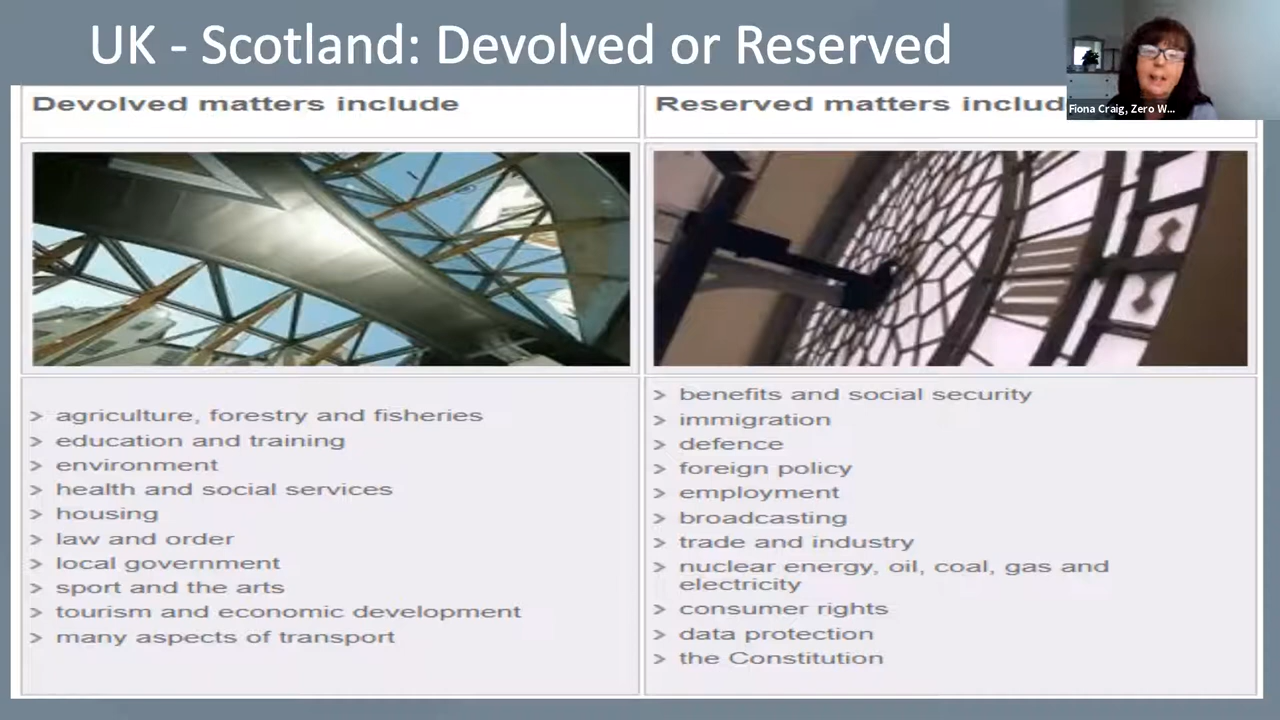 UK - Scotland: Devolved or Reserved
Fiona Craig, Zero W...
Devolved matters include
agriculture, forestry and fisheries
education and training
environment
health and social services
housing
law and order
local government
sport and the arts
tourism and economic development
many aspects of transport
Reserved matters includ
benefits and social security
immigration
defence
foreign policy
employment
broadcasting
trade and industry
nuclear energy, oil, coal, gas and
electricity
consumer rights
data protection
the Constitution